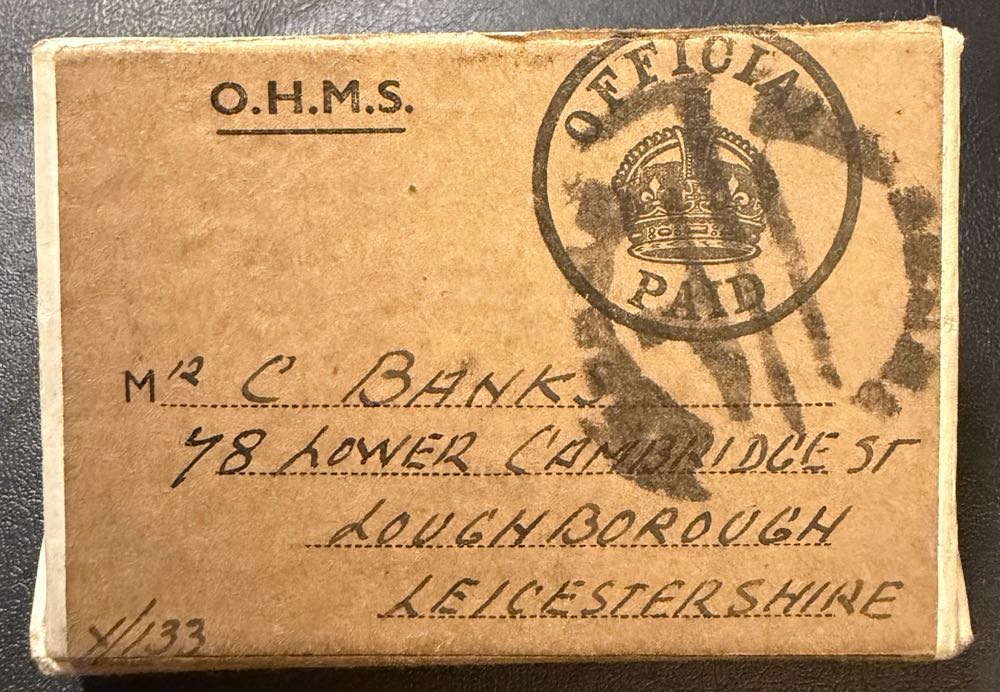 O.H.M.S.
OFFICIAL
PAID
Mr C BANKS
78 LOWER CAMBRIDGE ST
LOUGHBOROUGH
LEICESTERSHIRE
X/133